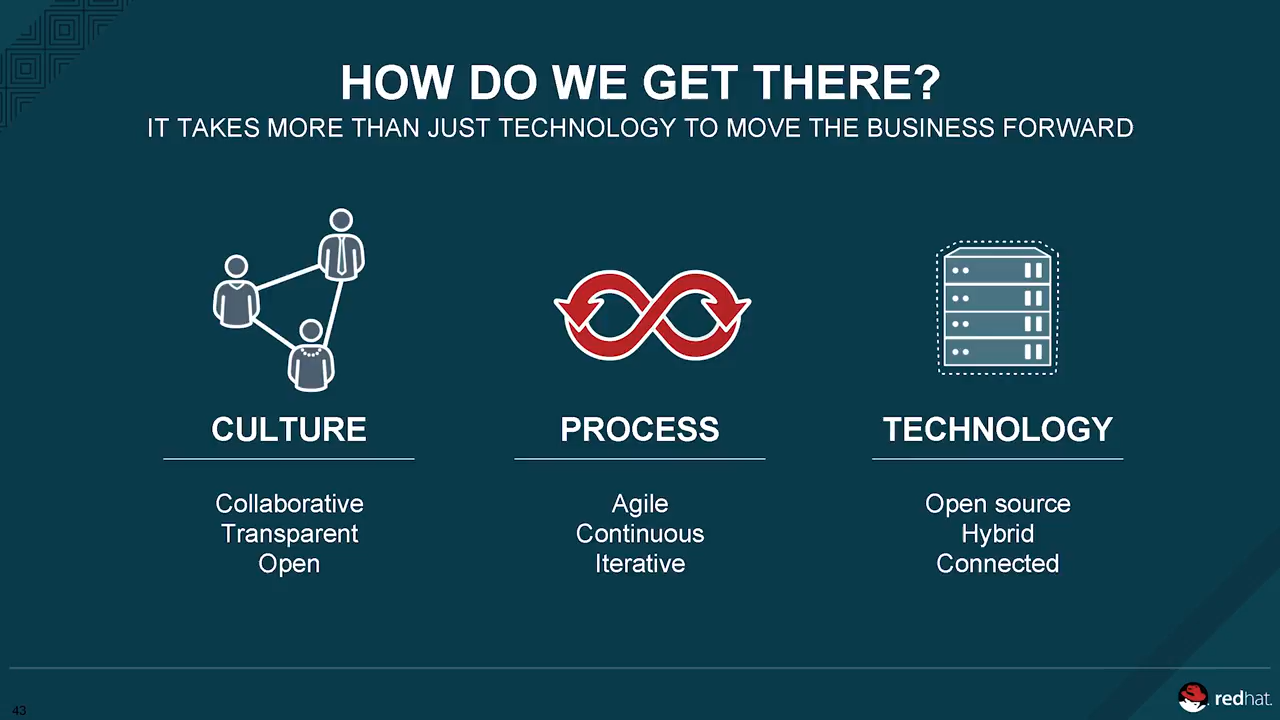 HOW DO WE GET THERE?
IT TAKES MORE THAN JUST TECHNOLOGY TO MOVE THE BUSINESS FORWARD
CULTURE
Collaborative
Transparent
Open
PROCESS
Agile
Continuous
Iterative
TECHNOLOGY
Open source
Hybrid
Connected
43
redhat.